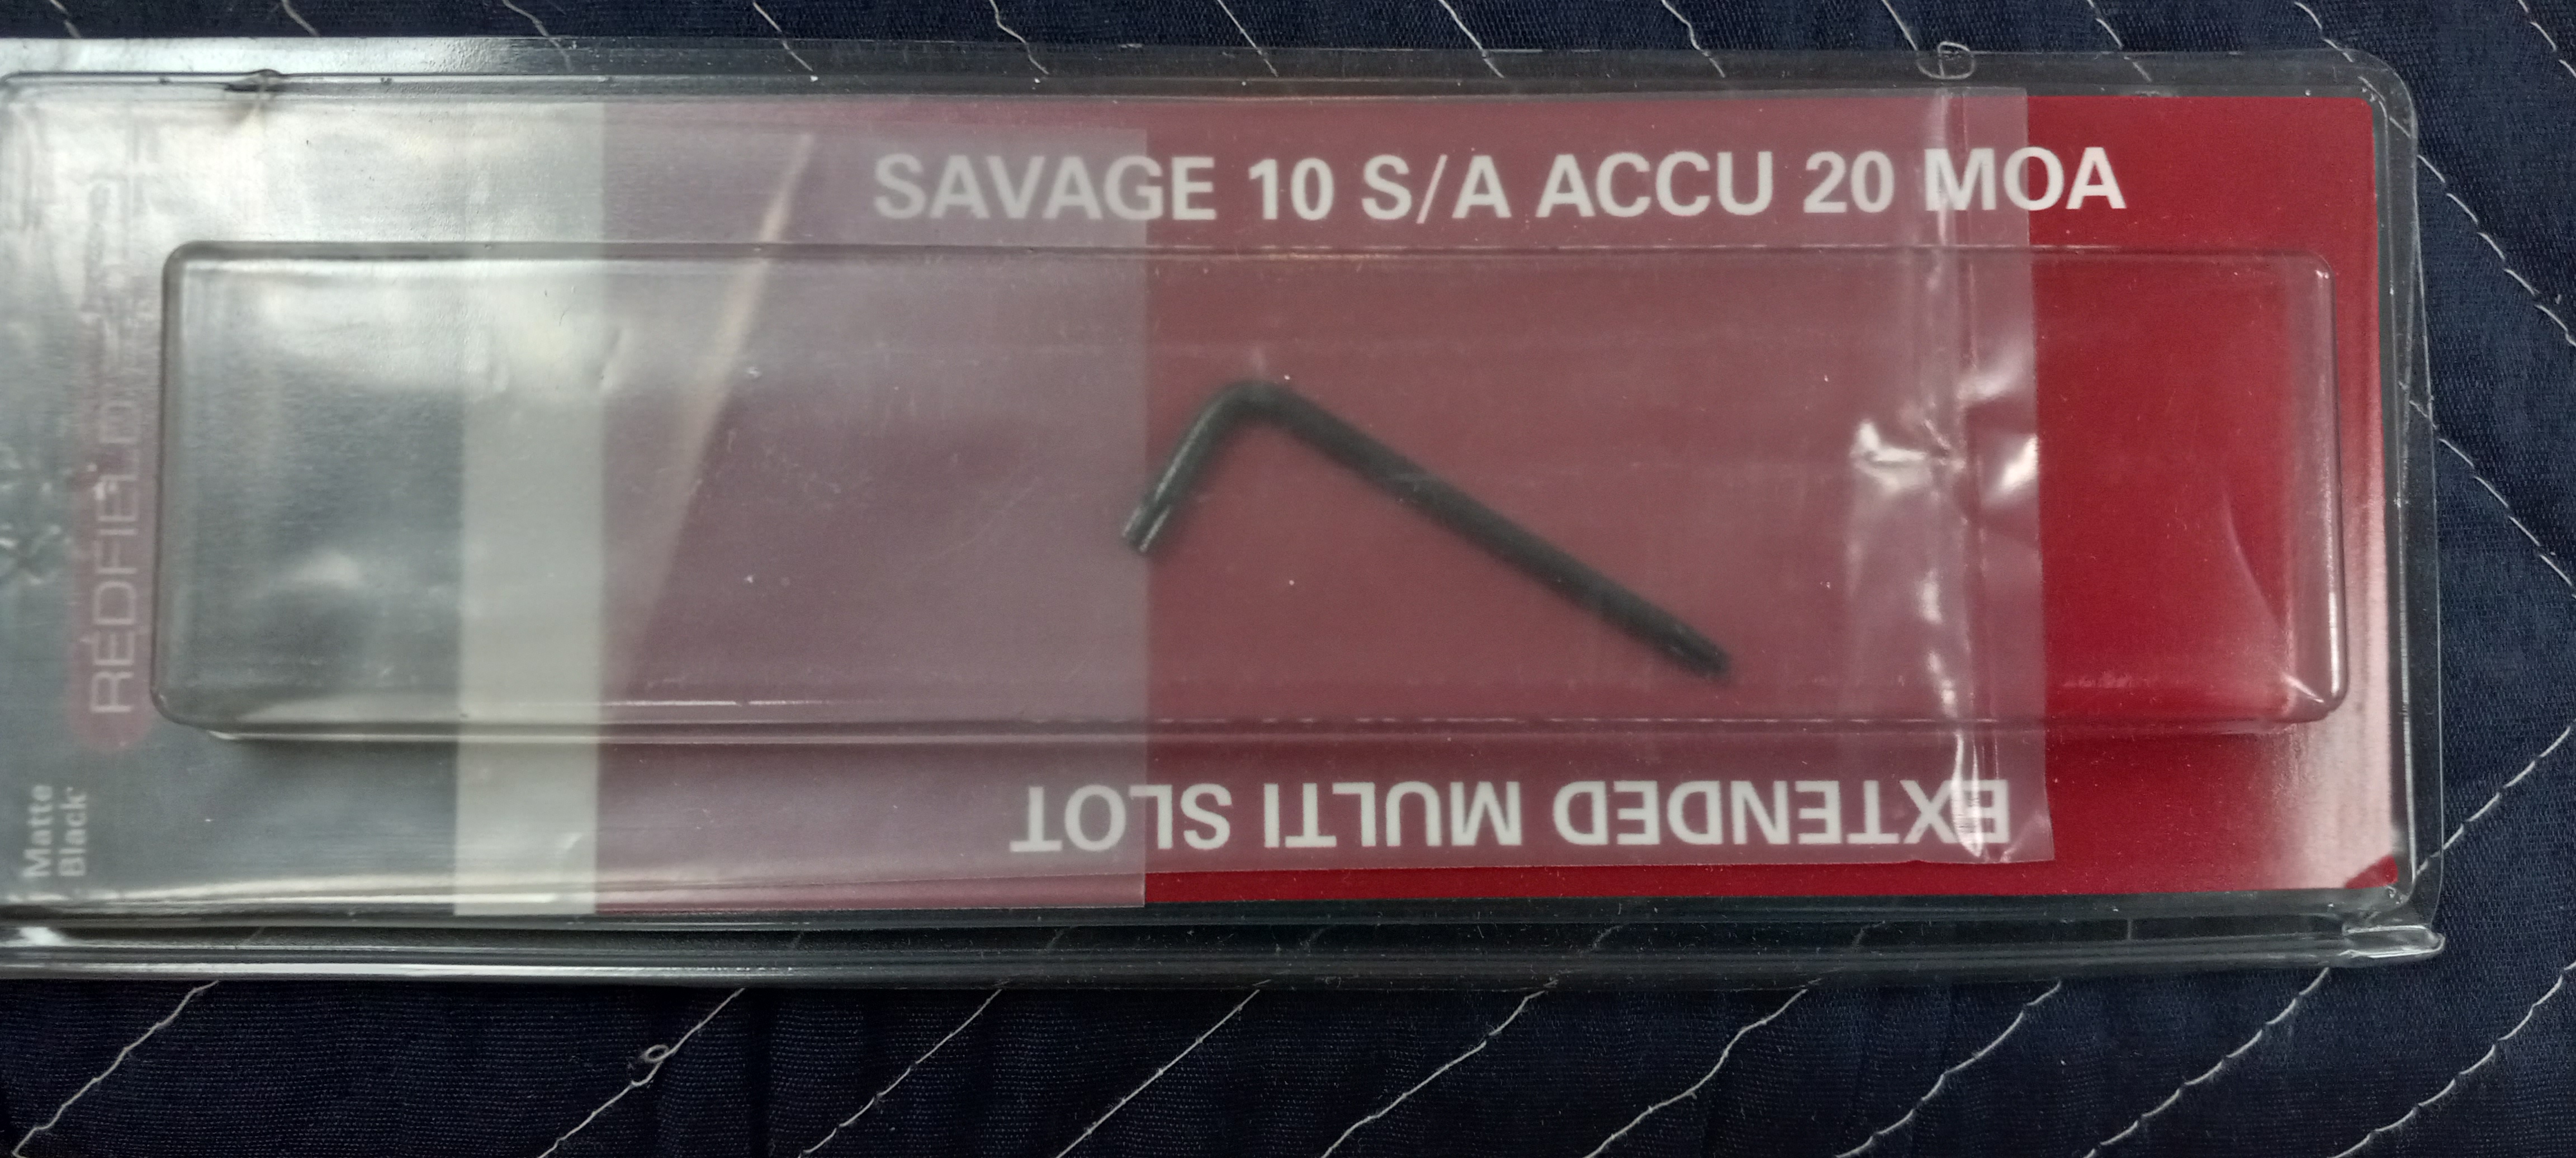 SAVAGE 10 S/A ACCU 20 MOA
EXTENDED MULTI SLOT
REDFIELD
Matte
Black